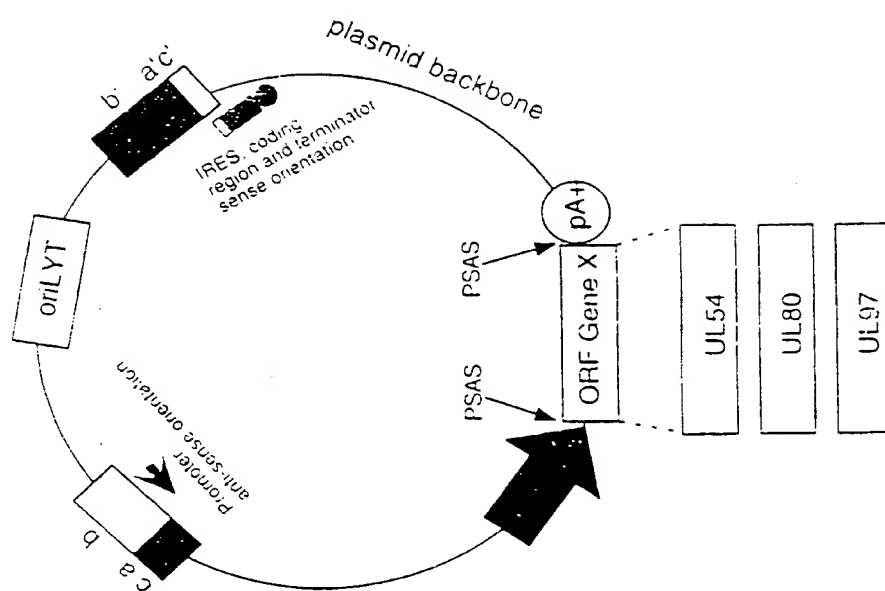 plasmid backbone
b'
a'c'
IRES, coding
region and terminator
sense orientation
oriLYT
pA+
PSAS
PSAS
ORF Gene X
UL54
UL80
UL97
Promoter
anti-sense orientation
b
c a